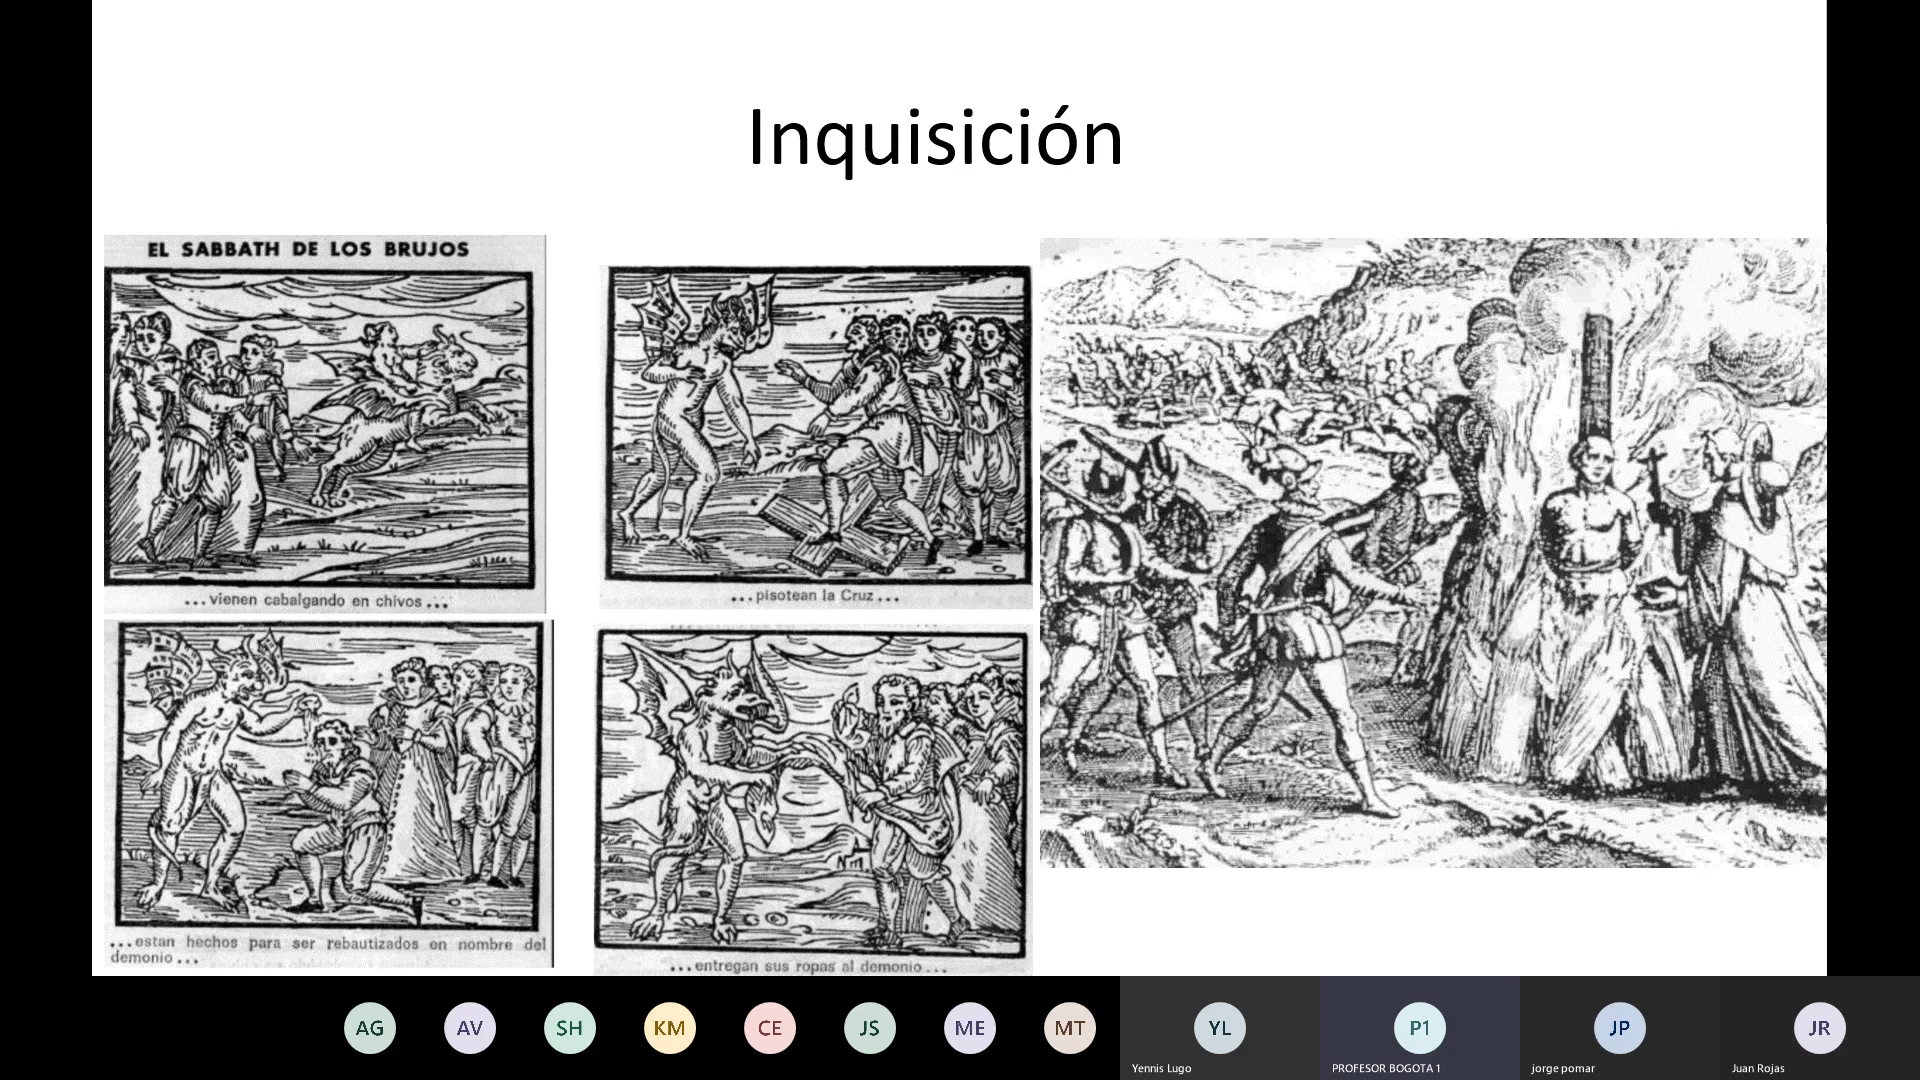 Inquisición
EL SABBATH DE LOS BRUJOS
...vienen cabalgando en chivos...
...pisotean la Cruz...
...estan hechos para ser rebautizados en nombre del
demonio...
...entregan sus ropas al demonio...
AG
AV
SH
KM
CE
JS
ME
MT
YL
P1
JP
JR
Yennis Lugo
PROFESOR BOGOTA 1
jorge pomar
Juan Rojas